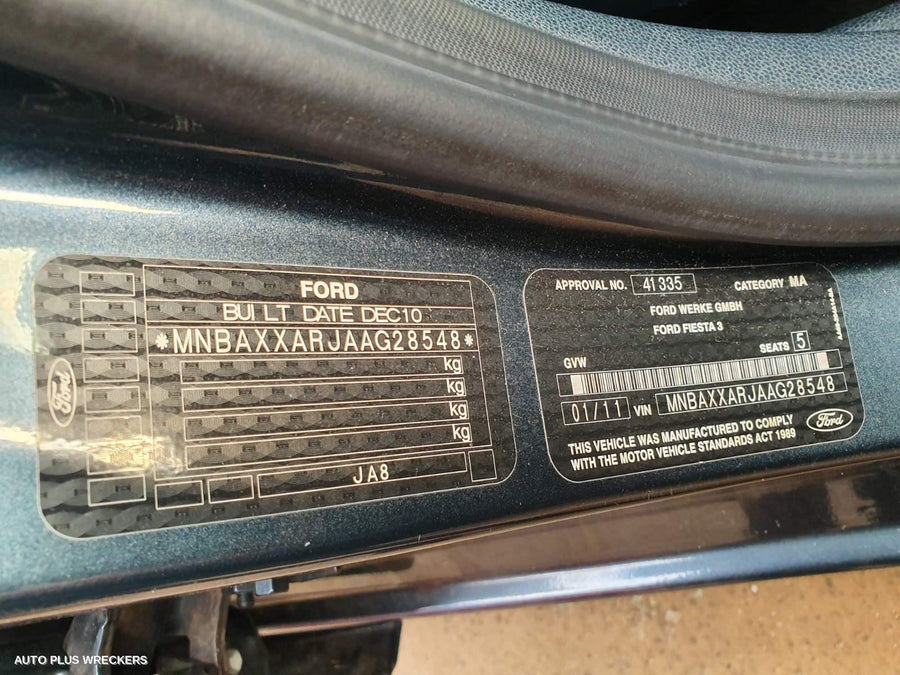 FORD
BUILT DATE DEC10
*MNBAXXARJAAG28548*
kg
kg
kg
kg
JA8
Ford
APPROVAL NO. 41335 CATEGORY MA
FORD WERKE GMBH
FORD FIESTA 3
SEATS 5
GVW
01/11 VIN MNBAXXARJAAG28548
THIS VEHICLE WAS MANUFACTURED TO COMPLY
WITH THE MOTOR VEHICLE STANDARDS ACT 1989
Ford
AUTO PLUS WRECKERS